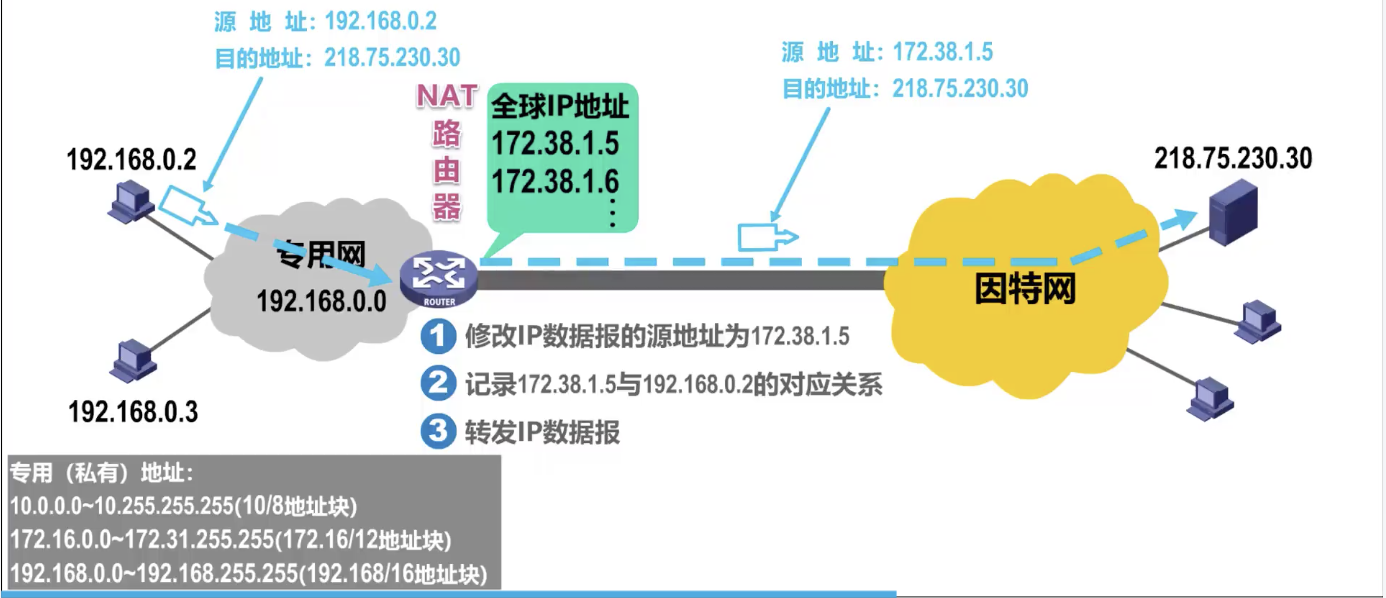 源 地 址：192.168.0.2
目的地址：218.75.230.30
源 地 址：172.38.1.5
目的地址：218.75.230.30
NAT
路
由
器
全球IP地址
172.38.1.5
172.38.1.6
⋮
192.168.0.2
218.75.230.30
专用网
192.168.0.0
ROUTER
因特网
192.168.0.3
1 修改IP数据报的源地址为172.38.1.5
2 记录172.38.1.5与192.168.0.2的对应关系
3 转发IP数据报
专用（私有）地址：
10.0.0.0~10.255.255.255(10/8地址块)
172.16.0.0~172.31.255.255(172.16/12地址块)
192.168.0.0~192.168.255.255(192.168/16地址块)